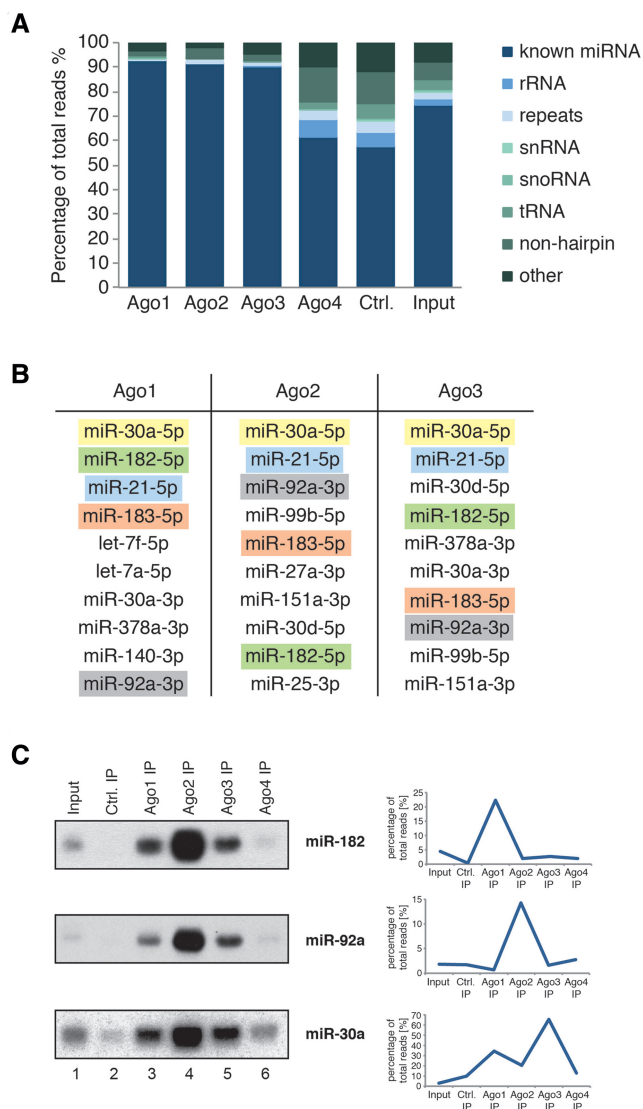 A
Percentage of total reads %
100
90
80
70
60
50
40
30
20
10
0
Ago1 Ago2 Ago3 Ago4 Ctrl. Input
known miRNA
rRNA
repeats
snRNA
snoRNA
tRNA
non-hairpin
other
B
Ago1 Ago2 Ago3
miR-30a-5p miR-30a-5p miR-30a-5p
miR-182-5p miR-21-5p miR-21-5p
miR-21-5p miR-92a-3p miR-30d-5p
miR-183-5p miR-99b-5p miR-182-5p
let-7f-5p miR-183-5p miR-378a-3p
let-7a-5p miR-27a-3p miR-30a-3p
miR-30a-3p miR-151a-3p miR-183-5p
miR-378a-3p miR-30d-5p miR-92a-3p
miR-140-3p miR-182-5p miR-99b-5p
miR-92a-3p miR-25-3p miR-151a-3p
C
Input Ctrl. IP Ago1 IP Ago2 IP Ago3 IP Ago4 IP
miR-182
percentage of
total reads [%]
25
20
15
10
5
0
Input Ctrl. Ago1 Ago2 Ago3 Ago4
IP IP IP IP IP
miR-92a
percentage of
total reads [%]
15
10
5
0
Input Ctrl. Ago1 Ago2 Ago3 Ago4
IP IP IP IP IP
miR-30a
percentage of
total reads [%]
70
60
50
40
30
20
10
0
Input Ctrl. Ago1 Ago2 Ago3 Ago4
IP IP IP IP IP
1 2 3 4 5 6